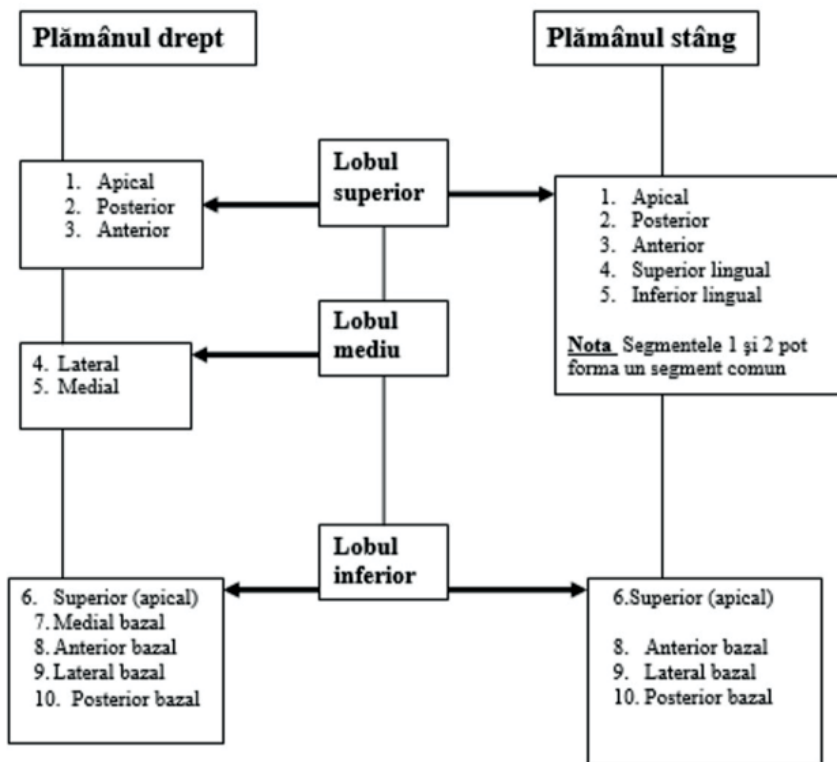 Plămânul drept
Plămânul stâng
Lobul
superior
1. Apical
2. Posterior
3. Anterior
1. Apical
2. Posterior
3. Anterior
4. Superior lingual
5. Inferior lingual
Nota Segmentele 1 și 2 pot
forma un segment comun
Lobul
mediu
4. Lateral
5. Medial
Lobul
inferior
6. Superior (apical)
7. Medial bazal
8. Anterior bazal
9. Lateral bazal
10. Posterior bazal
6.Superior (apical)
8. Anterior bazal
9. Lateral bazal
10. Posterior bazal